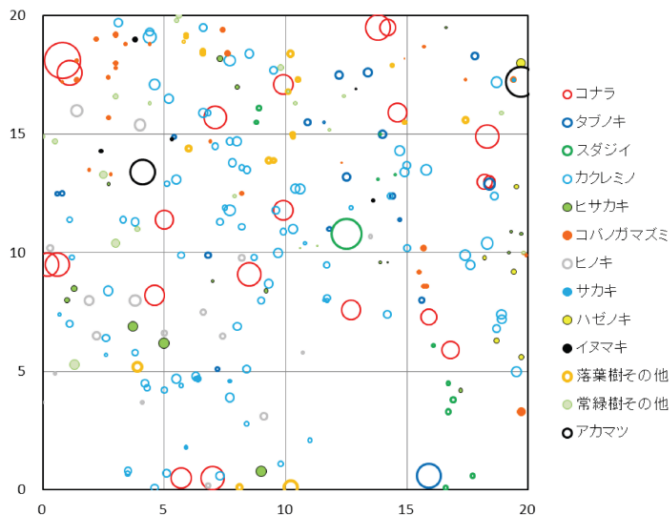 20
15
10
5
0
0
5
10
15
20
コナラ
タブノキ
スダジイ
カクレミノ
ヒサカキ
コバノガマズミ
ヒノキ
サカキ
ハゼノキ
イヌマキ
落葉樹その他
常緑樹その他
アカマツ